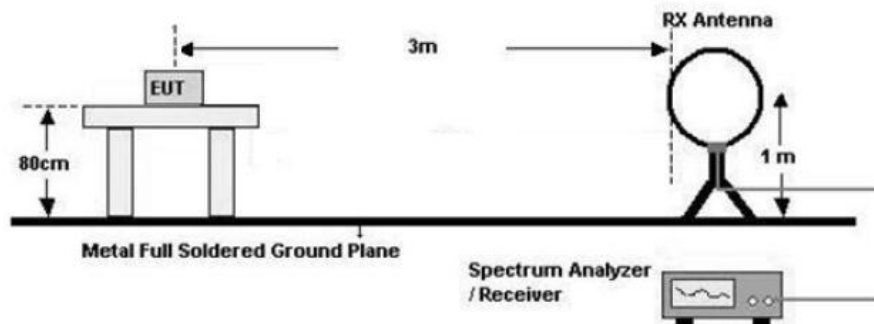 RX Antenna
3m
EUT
80cm
1 m
Metal Full Soldered Ground Plane
Spectrum Analyzer
/ Receiver